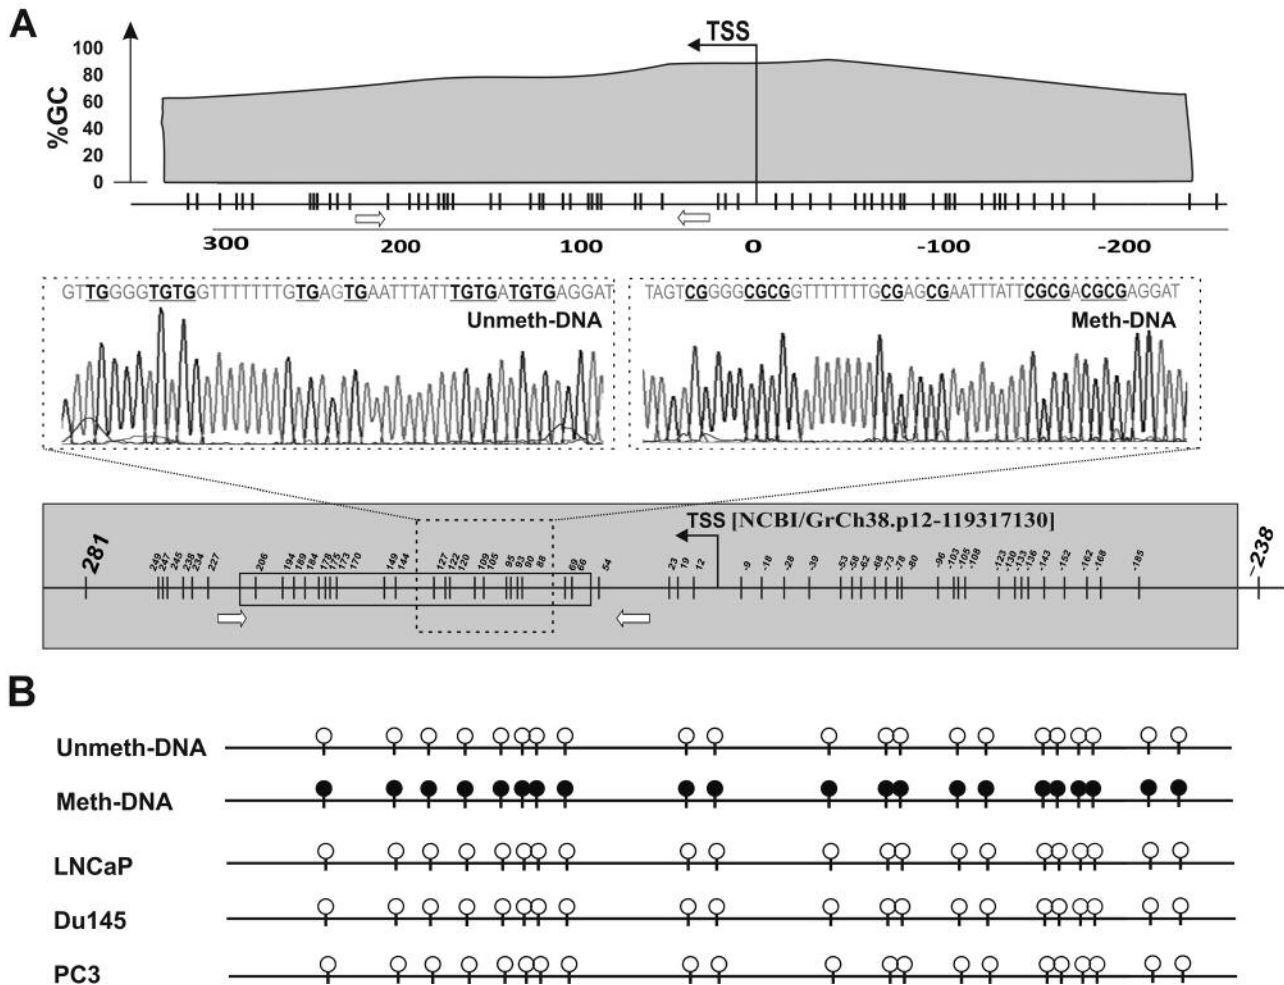 A
TSS
%GC
100
80
60
40
20
0
300 200 100 0 -100 -200
GTTGGGGTGTGGTTTTTTTGTGAGTGAATTTATTTGTGATGTGAGGAT
Unmeth-DNA
TAGTCGGGGCGCGGTTTTTTTGCGAGCGAATTTATTCGCGACGCGAGGAT
Meth-DNA
TSS [NCBI/GrCh38.p12-119317130]
281 249 247 245 238 234 227 206 194 189 184 178 175 173 170 149 144 127 122 120 109 105 95 93 90 88 69 66 54 23 19 12 -9 -18 -28 -39 -53 -58 -62 -68 -73 -78 -80 -96 -103 -105 -108 -123 -130 -133 -136 -143 -152 -162 -168 -185 -238
B
Unmeth-DNA
Meth-DNA
LNCaP
Du145
PC3